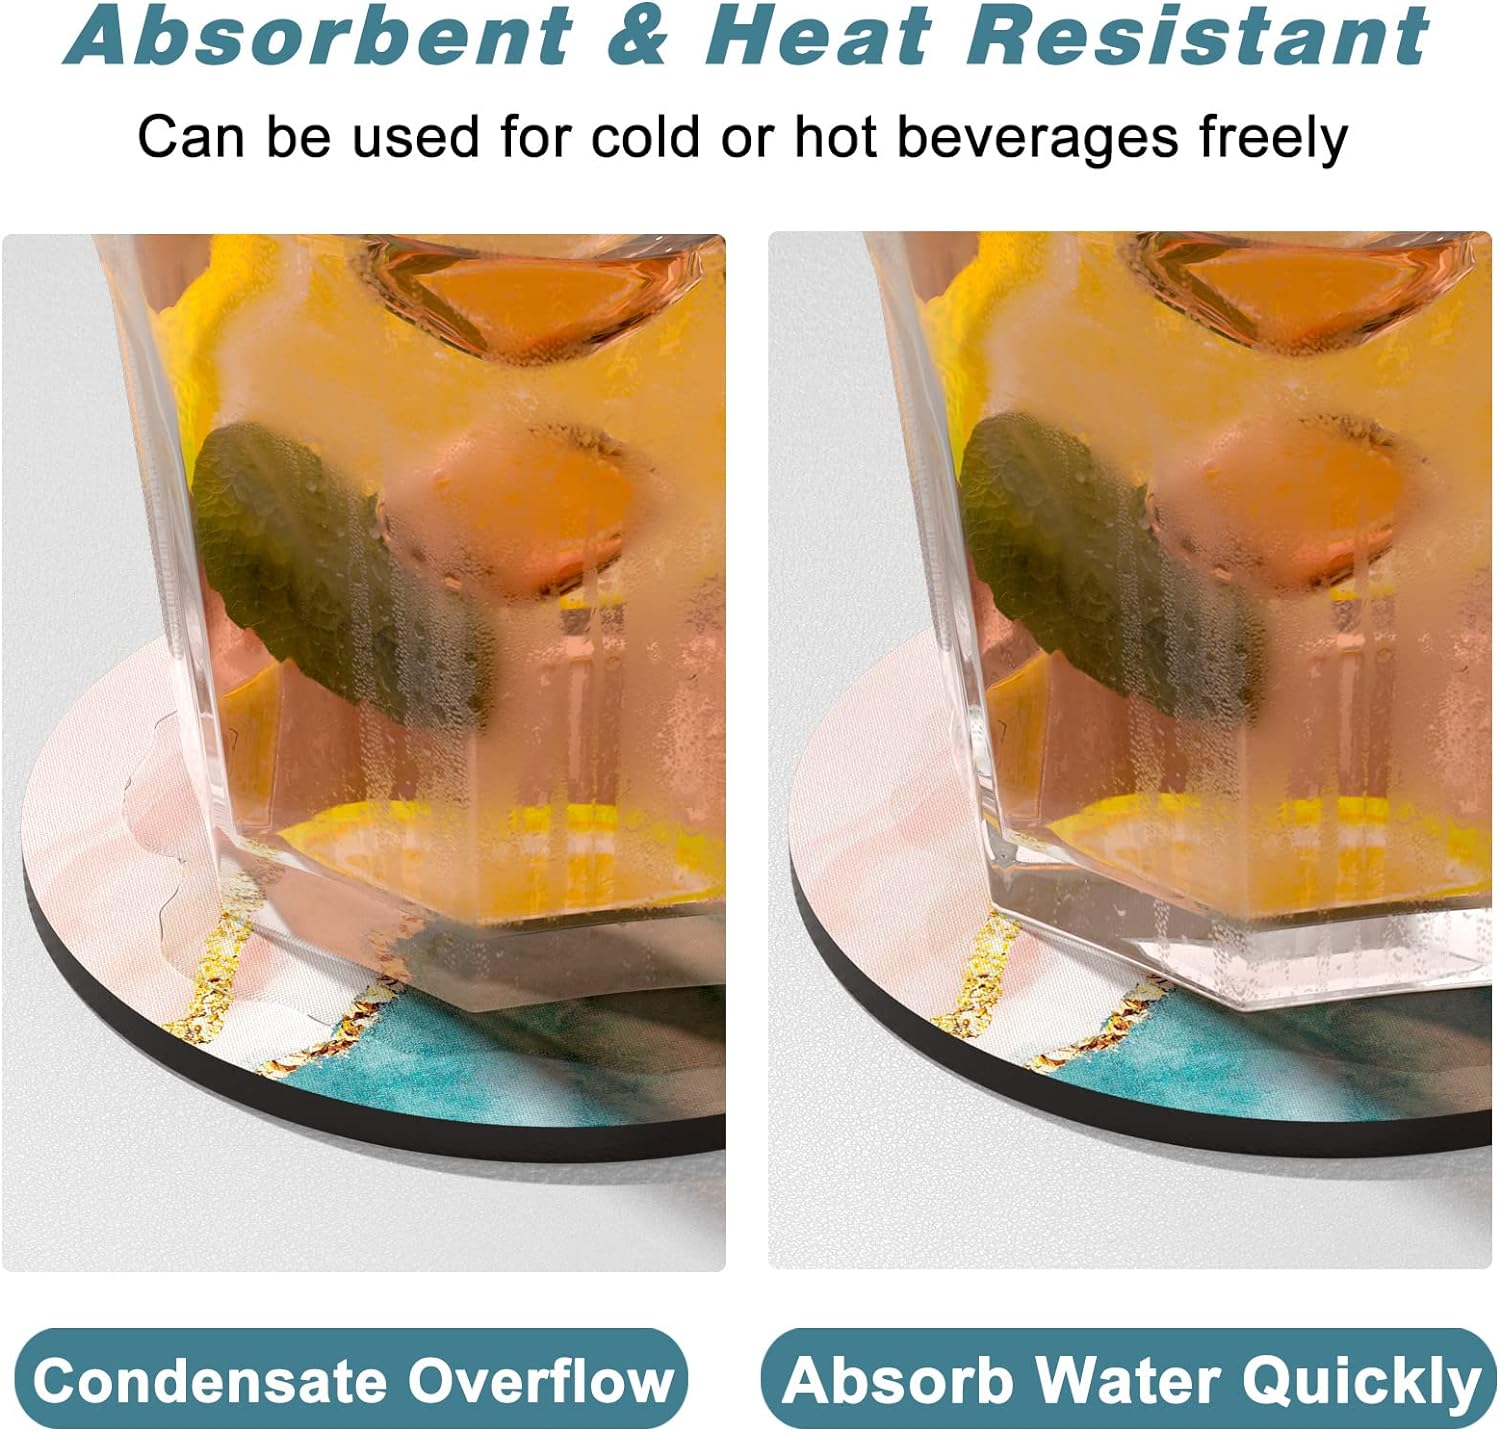 Absorbent & Heat Resistant
Can be used for cold or hot beverages freely
Condensate Overflow
Absorb Water Quickly